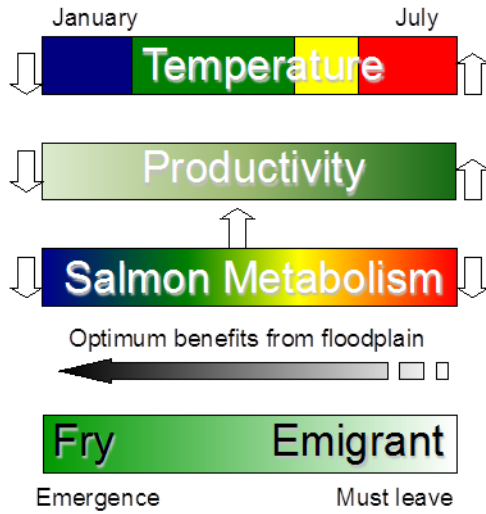 January July
Temperature
Productivity
Salmon Metabolism
Optimum benefits from floodplain
Fry Emigrant
Emergence Must leave